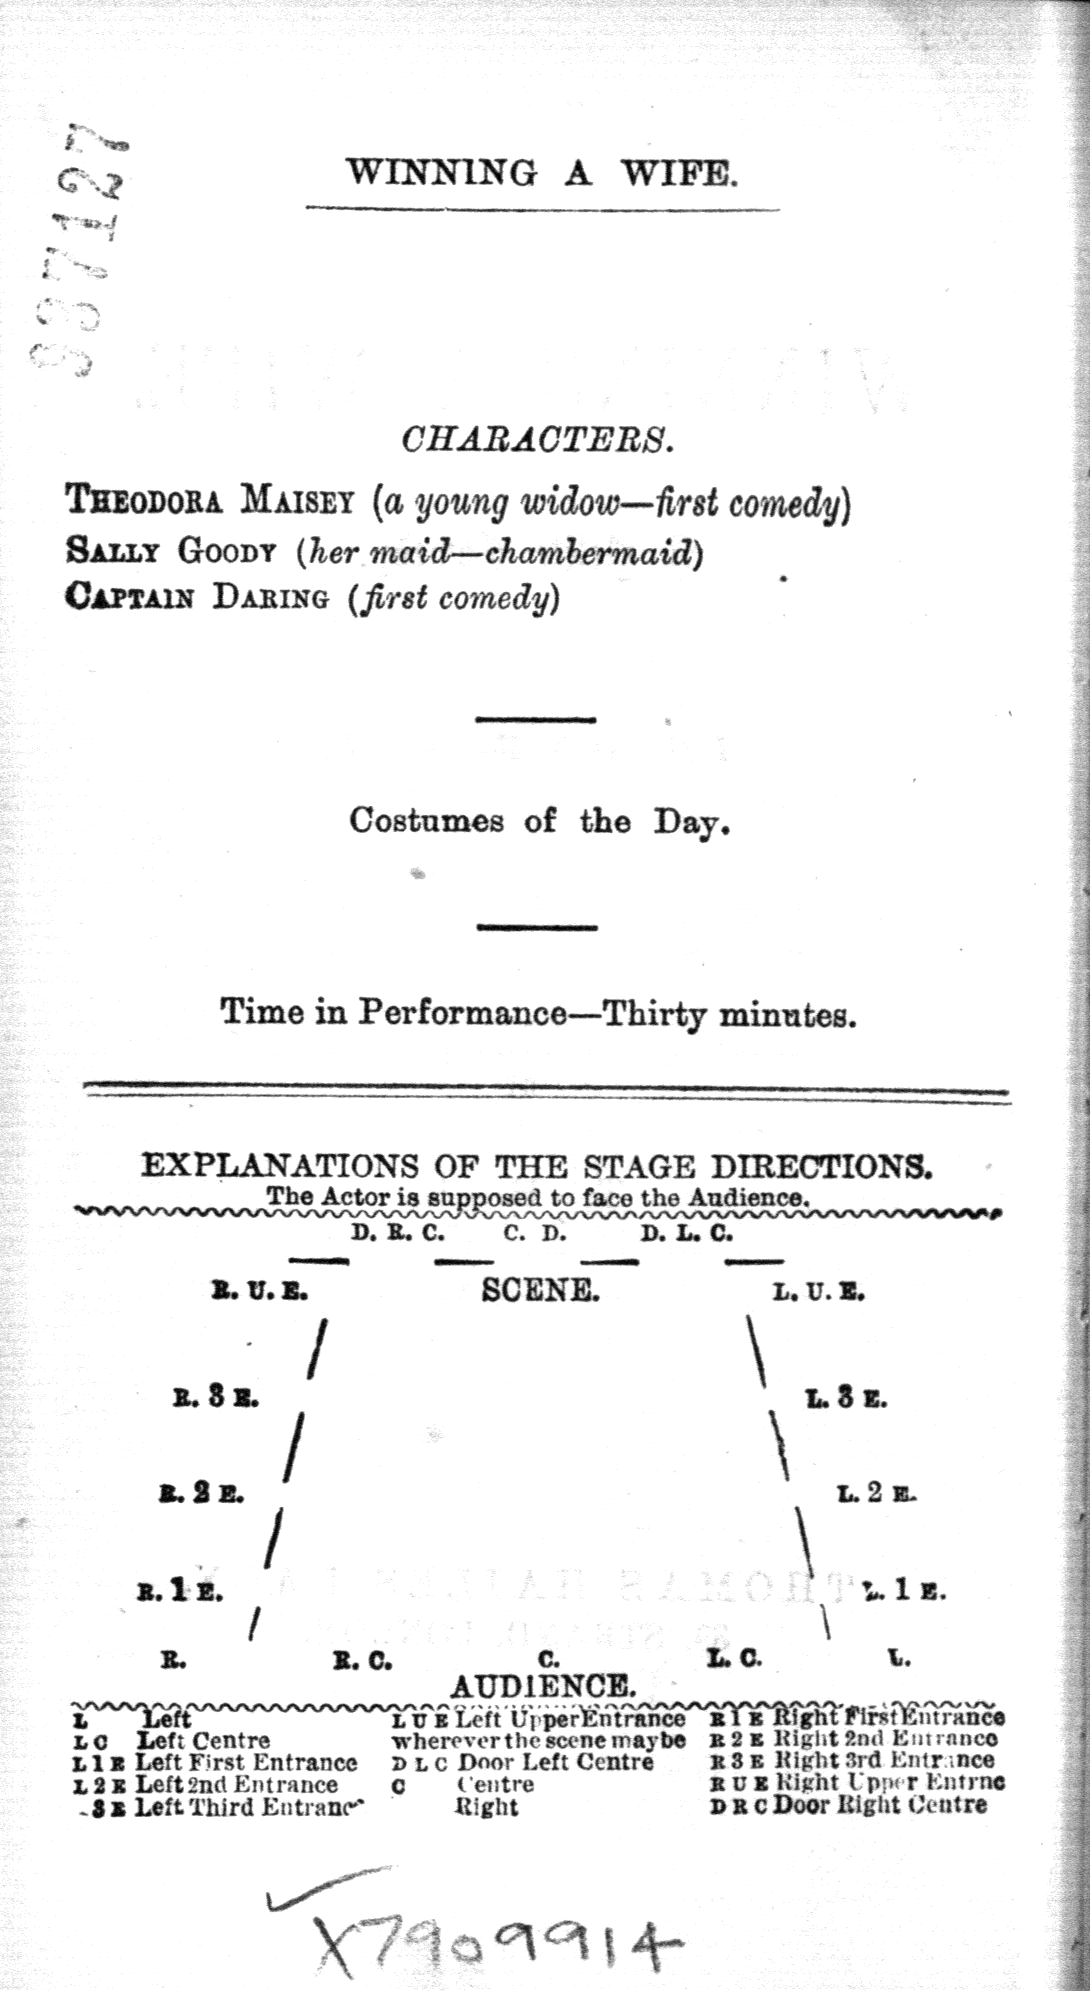 WINNING A WIFE.
CHARACTERS.
THEODORA MAISEY (a young widow—first comedy)
SALLY GOODY (her maid—chambermaid)
CAPTAIN DARING (first comedy)
Costumes of the Day.
Time in Performance—Thirty minutes.
EXPLANATIONS OF THE STAGE DIRECTIONS.
The Actor is supposed to face the Audience.
D. R. C. C. D. D. L. C.
R. U. E. SCENE. L. U. E.
R. 3 E. L. 3 E.
R. 2 E. L. 2 E.
R. 1 E. L. 1 E.
R. R. C. C. L. C. L.
AUDIENCE.
L Left
L C Left Centre
L 1 E Left First Entrance
L 2 E Left 2nd Entrance
3 E Left Third Entranc
L U E Left Upper Entrance
wherever the scene may be
D L C Door Left Centre
C Centre
Right
R 1 E Right First Entrance
R 2 E Right 2nd Entrance
R 3 E Right 3rd Entrance
R U E Right Upper Entrnc
D R C Door Right Centre
X7909914